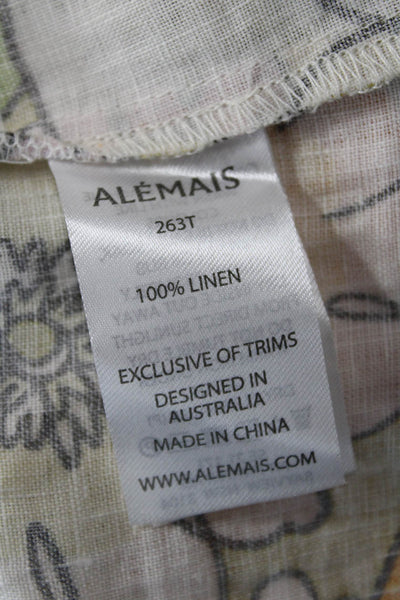 ALÉMAIS
263T
100% LINEN
EXCLUSIVE OF TRIMS
DESIGNED IN
AUSTRALIA
MADE IN CHINA
WWW.ALEMAIS.COM